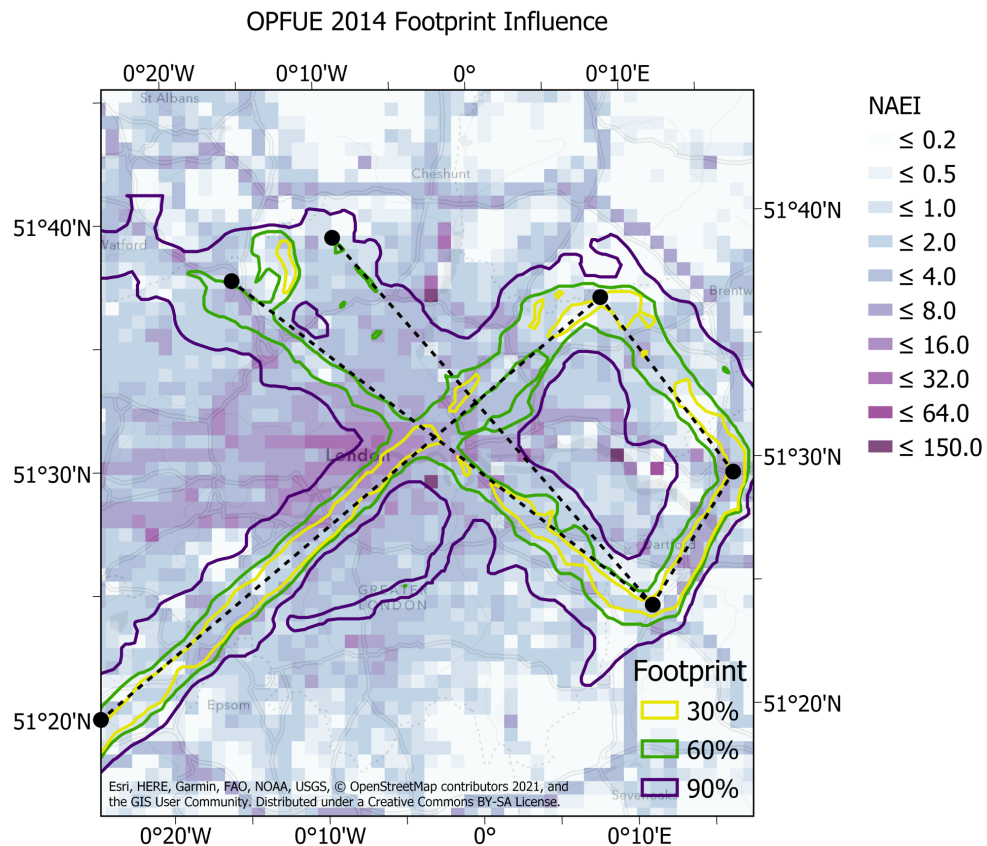 OPFUE 2014 Footprint Influence
0°20'W 0°10'W 0° 0°10'E
St Albans
NAEI
≤ 0.2
≤ 0.5
≤ 1.0
≤ 2.0
≤ 4.0
≤ 8.0
≤ 16.0
≤ 32.0
≤ 64.0
≤ 150.0
Cheshunt
51°40'N 51°40'N
Watford
Brentw
51°30'N 51°30'N
London
Dartford
GREATER
LONDON
51°20'N 51°20'N
Epsom
Footprint
30%
60%
90%
Sevenoaks
Esri, HERE, Garmin, FAO, NOAA, USGS, © OpenStreetMap contributors 2021, and
the GIS User Community. Distributed under a Creative Commons BY-SA License.
0°20'W 0°10'W 0° 0°10'E